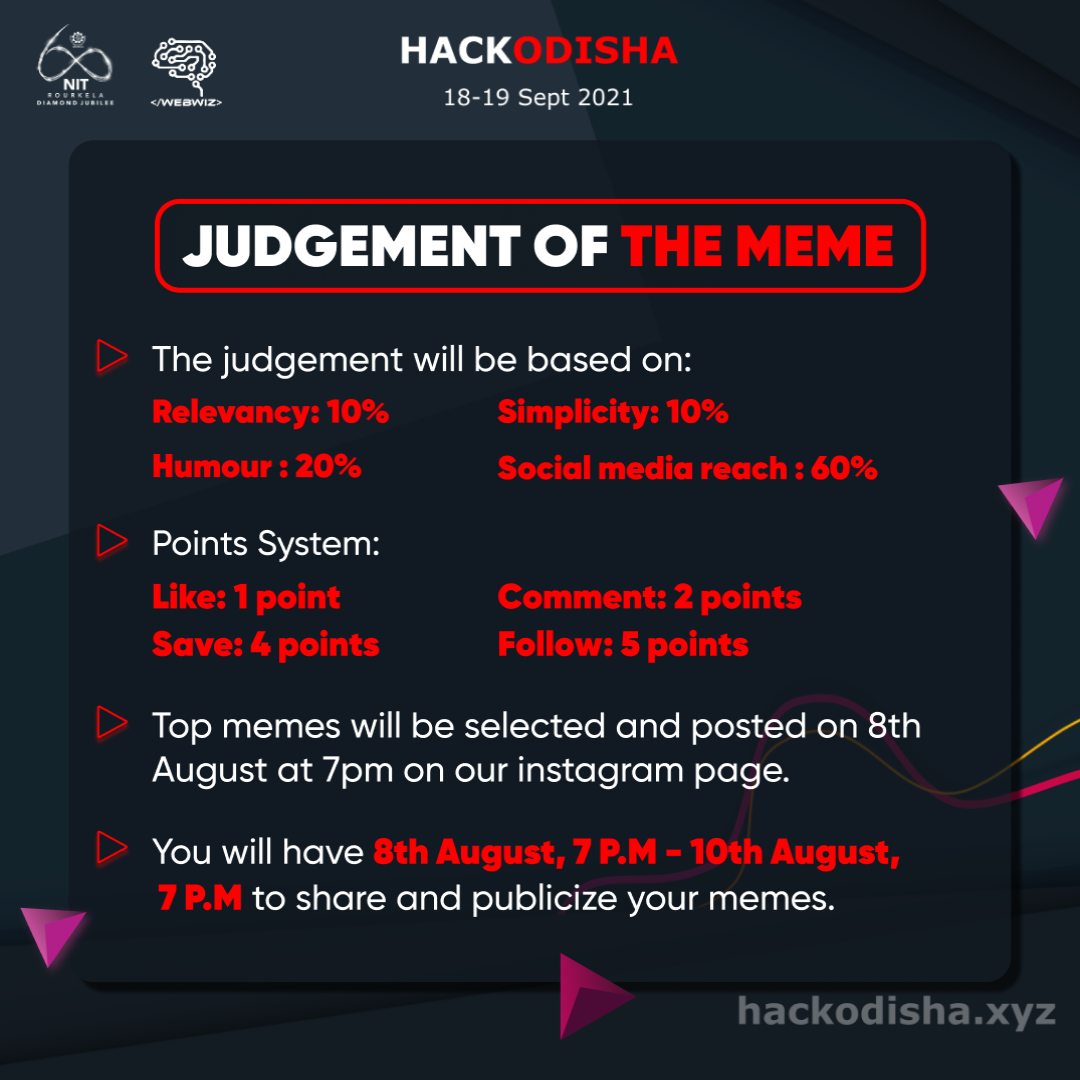 NIT
ROURKELA
DIAMOND JUBILEE
</WEBWIZ>
HACKODISHA
18-19 Sept 2021
JUDGEMENT OF THE MEME
The judgement will be based on:
Relevancy: 10% Simplicity: 10%
Humour : 20% Social media reach : 60%
Points System:
Like: 1 point Comment: 2 points
Save: 4 points Follow: 5 points
Top memes will be selected and posted on 8th
August at 7pm on our instagram page.
You will have 8th August, 7 P.M - 10th August,
7 P.M to share and publicize your memes.
hackodisha.xyz